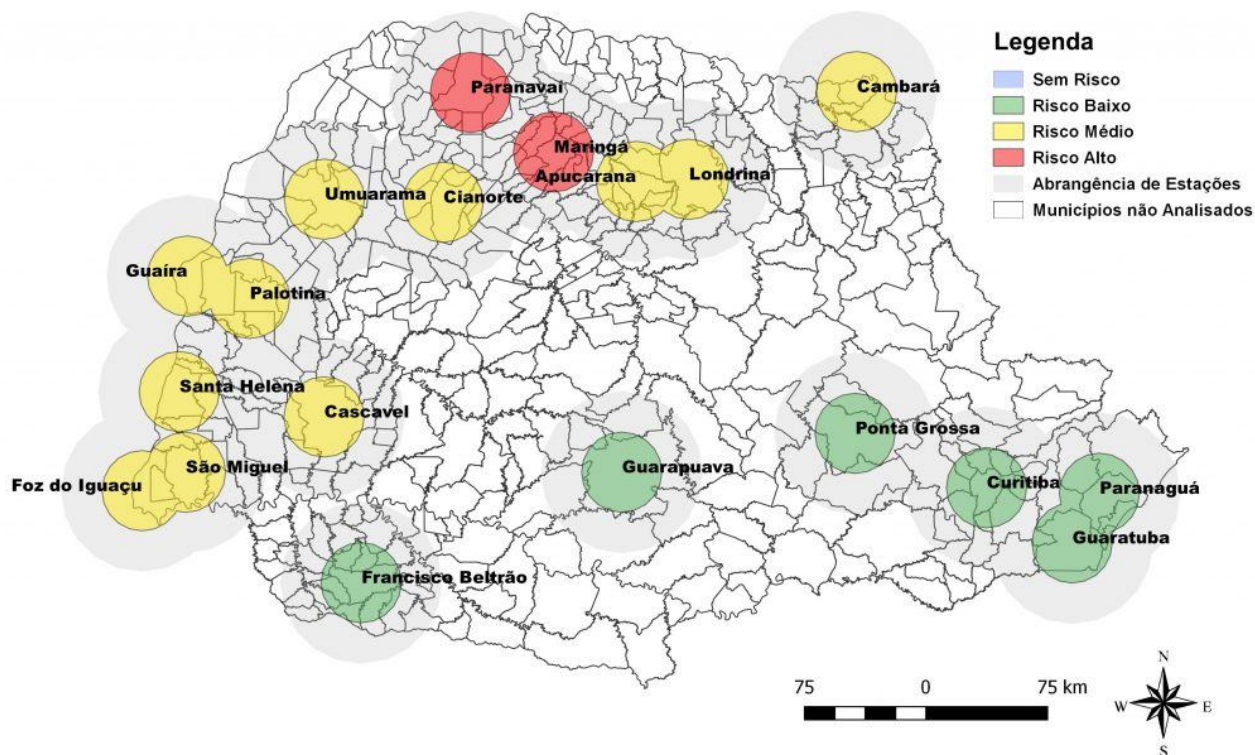 Legenda
Sem Risco
Risco Baixo
Risco Médio
Risco Alto
Abrangência de Estações
Municípios não Analisados
Paranavaí
Cambará
Maringá
Apucarana
Londrina
Umuarama
Cianorte
Guaíra
Palotina
Santa Helena
Cascavel
São Miguel
Foz do Iguaçu
Guarapuava
Ponta Grossa
Curitiba
Paranaguá
Guaratuba
Francisco Beltrão
75 0 75 km
N
W E
S